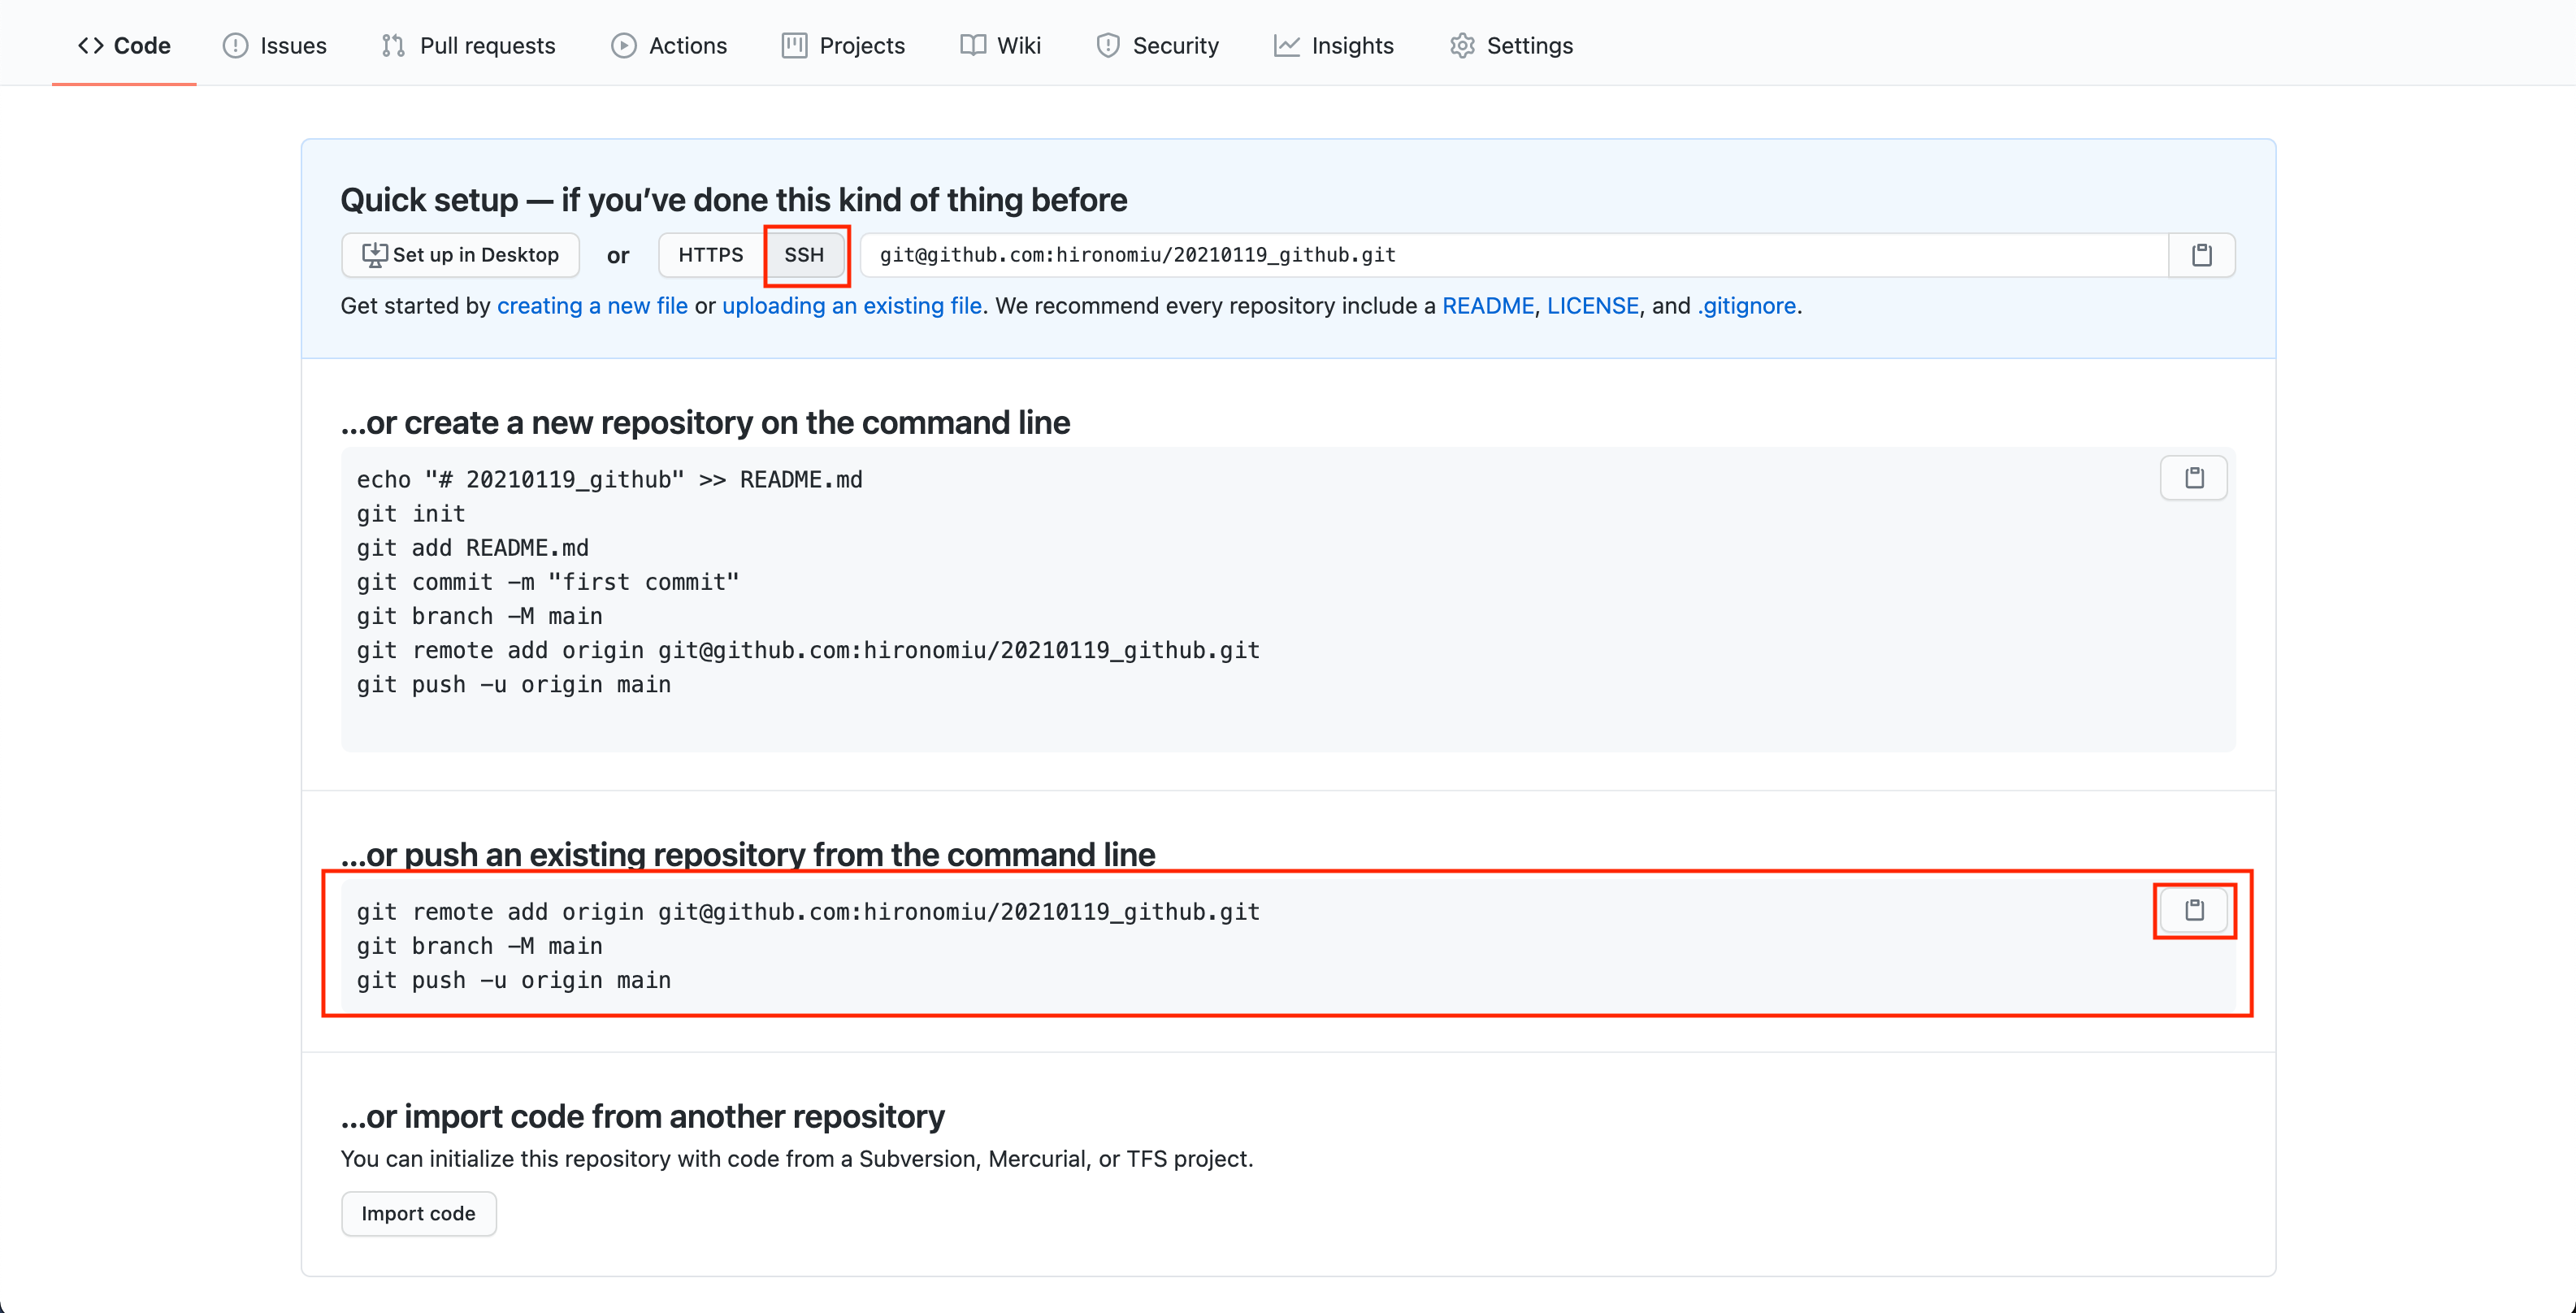 Code Issues Pull requests Actions Projects Wiki Security Insights Settings
Quick setup — if you’ve done this kind of thing before
Set up in Desktop or HTTPS SSH git@github.com:hironomiu/20210119_github.git
Get started by creating a new file or uploading an existing file. We recommend every repository include a README, LICENSE, and .gitignore.
…or create a new repository on the command line
echo "# 20210119_github" >> README.md
git init
git add README.md
git commit -m "first commit"
git branch -M main
git remote add origin git@github.com:hironomiu/20210119_github.git
git push -u origin main
…or push an existing repository from the command line
git remote add origin git@github.com:hironomiu/20210119_github.git
git branch -M main
git push -u origin main
…or import code from another repository
You can initialize this repository with code from a Subversion, Mercurial, or TFS project.
Import code